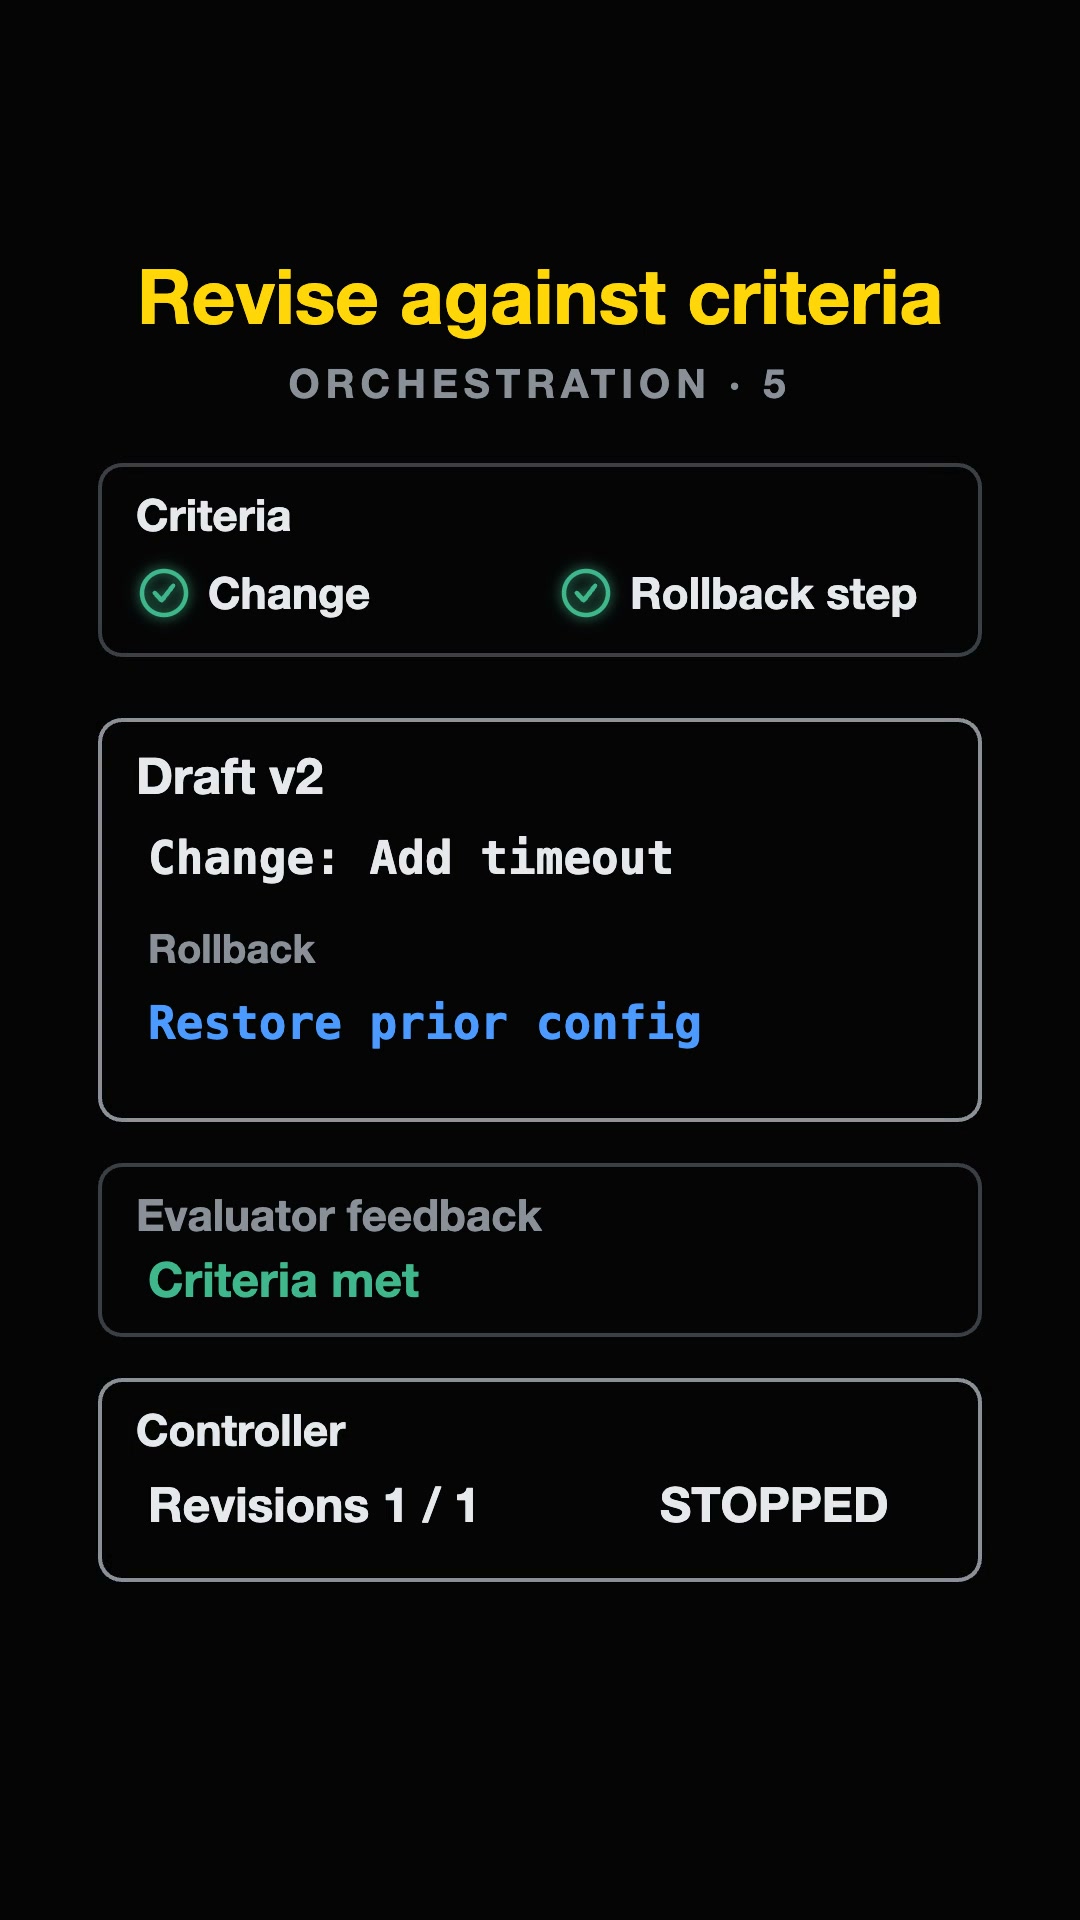 Revise against criteria
ORCHESTRATION · 5
Criteria
Change
Rollback step
Draft v2
Change: Add timeout
Rollback
Restore prior config
Evaluator feedback
Criteria met
Controller
Revisions 1 / 1
STOPPED